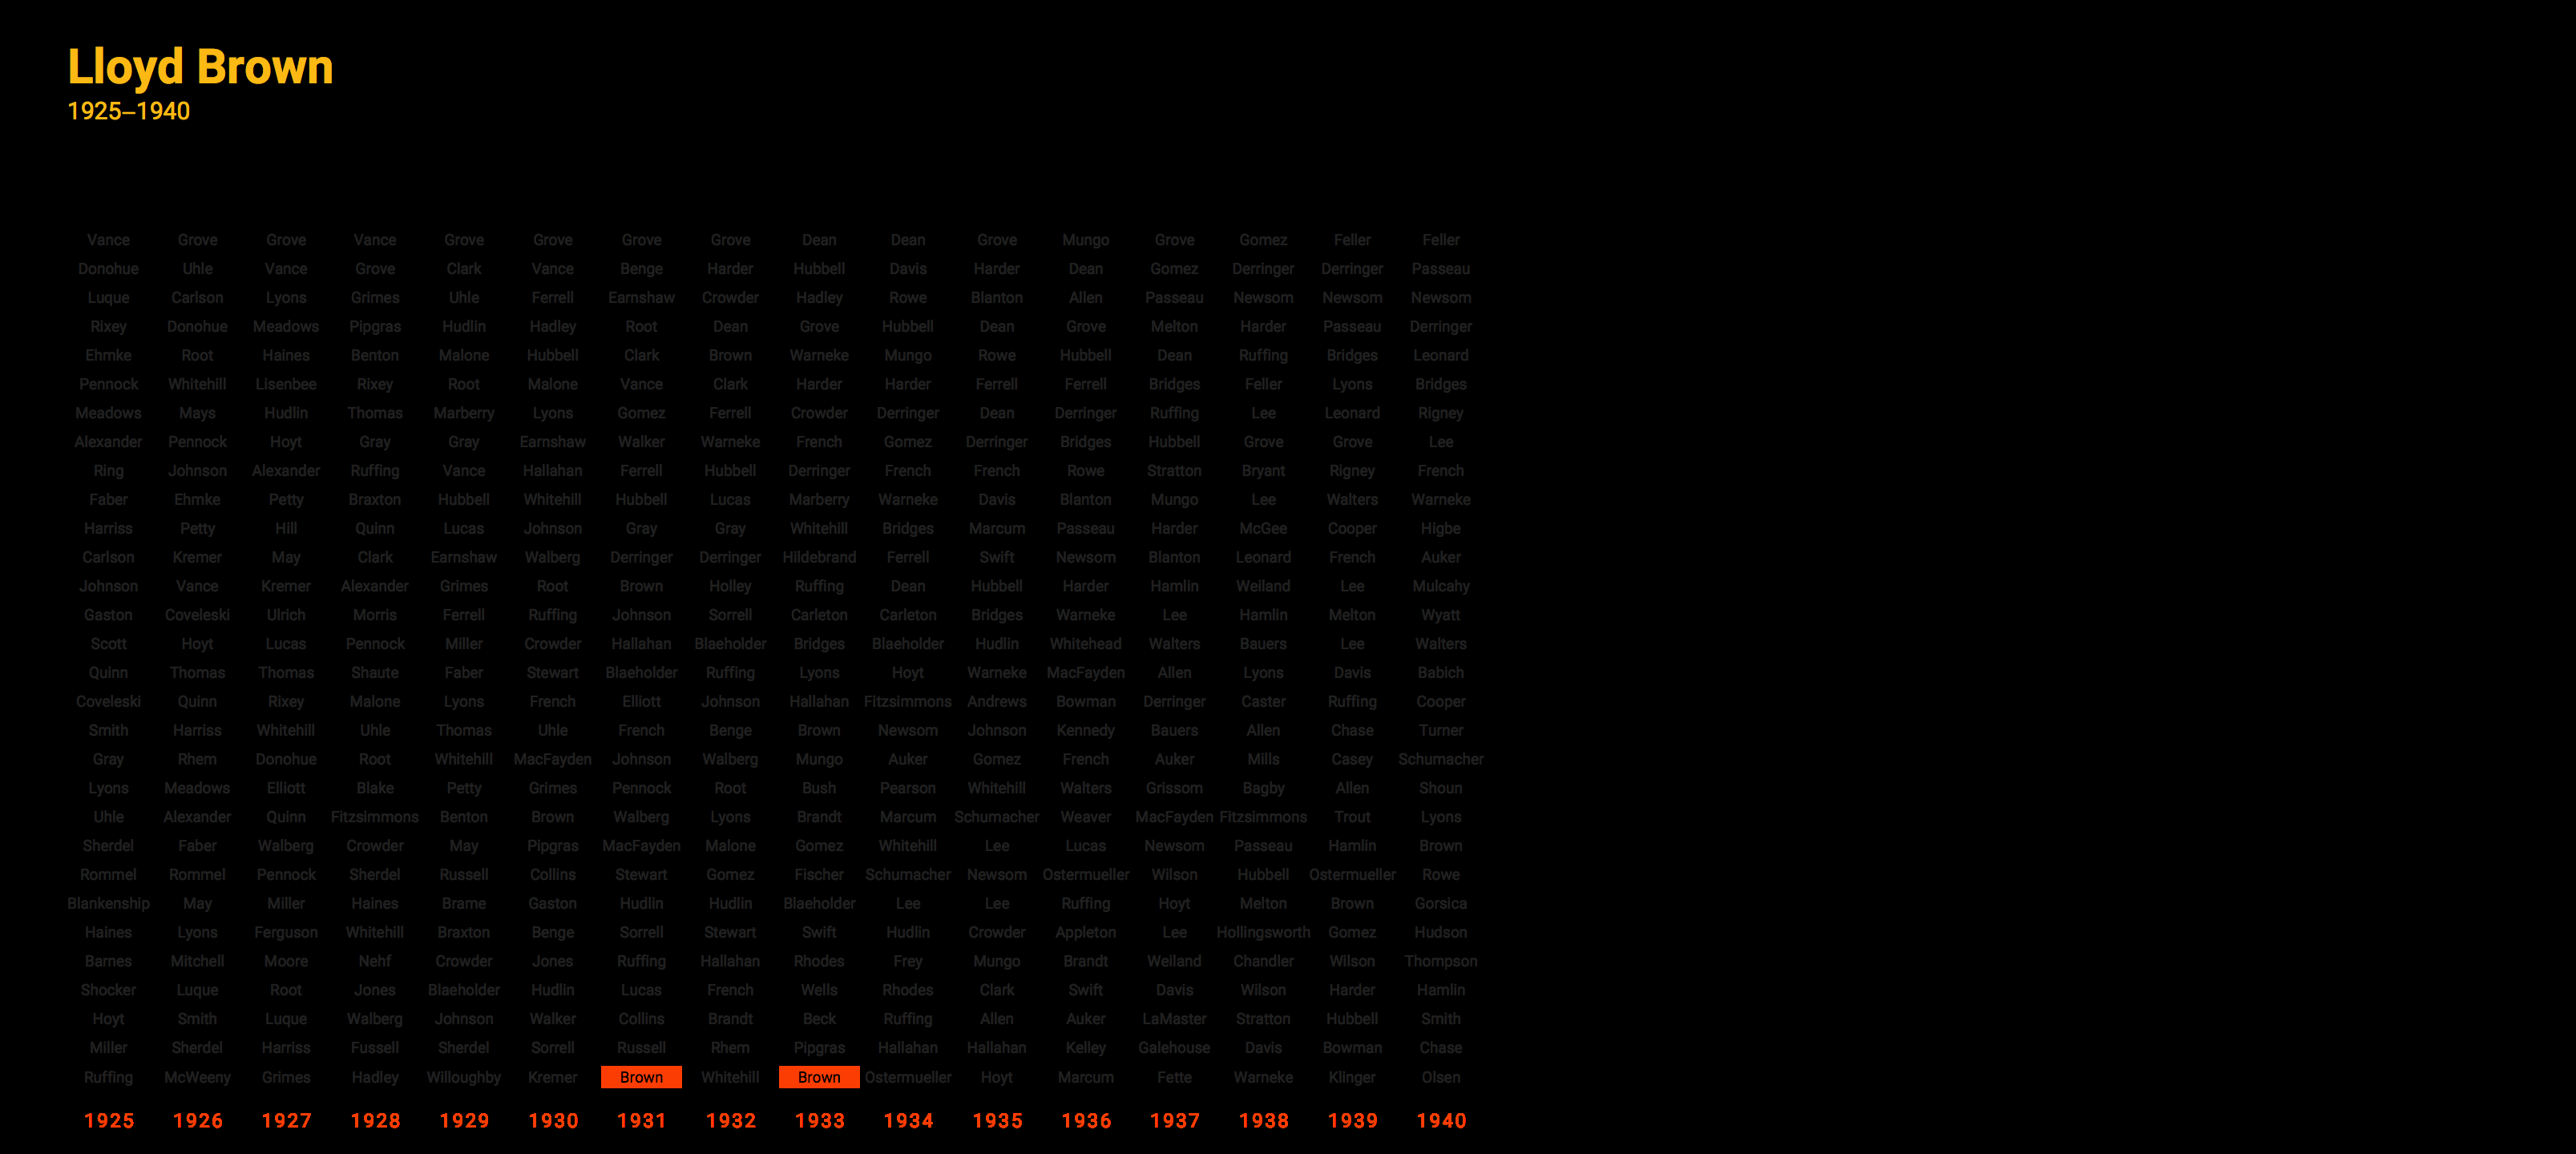 Lloyd Brown
1925–1940
Vance Grove Grove Vance Grove Grove Grove Grove Dean Dean Grove Mungo Grove Gomez Feller Feller
Donohue Uhle Vance Grove Clark Vance Benge Harder Hubbell Davis Harder Dean Gomez Derringer Derringer Passeau
Luque Carlson Lyons Grimes Uhle Ferrell Earnshaw Crowder Hadley Rowe Blanton Allen Passeau Newsom Newsom Newsom
Rixey Donohue Meadows Pipgras Hudlin Hadley Root Dean Grove Hubbell Dean Grove Melton Harder Passeau Derringer
Ehmke Root Haines Benton Malone Hubbell Clark Brown Warneke Mungo Rowe Hubbell Dean Ruffing Bridges Leonard
Pennock Whitehill Lisenbee Rixey Root Malone Vance Clark Harder Harder Ferrell Ferrell Bridges Feller Lyons Bridges
Meadows Mays Hudlin Thomas Marberry Lyons Gomez Ferrell Crowder Derringer Dean Derringer Ruffing Lee Leonard Rigney
Alexander Pennock Hoyt Gray Gray Earnshaw Walker Warneke French Gomez Derringer Bridges Hubbell Grove Grove Lee
Ring Johnson Alexander Ruffing Vance Hallahan Ferrell Hubbell Derringer French French Rowe Stratton Bryant Rigney French
Faber Ehmke Petty Braxton Hubbell Whitehill Hubbell Lucas Marberry Warneke Davis Blanton Mungo Lee Walters Warneke
Harriss Petty Hill Quinn Lucas Johnson Gray Gray Whitehill Bridges Marcum Passeau Harder McGee Cooper Higbe
Carlson Kremer May Clark Earnshaw Walberg Derringer Derringer Hildebrand Ferrell Swift Newsom Blanton Leonard French Auker
Johnson Vance Kremer Alexander Grimes Root Brown Holley Ruffing Dean Hubbell Harder Hamlin Weiland Lee Mulcahy
Gaston Coveleski Ulrich Morris Ferrell Ruffing Johnson Sorrell Carleton Carleton Bridges Warneke Lee Hamlin Melton Wyatt
Scott Hoyt Lucas Pennock Miller Crowder Hallahan Blaeholder Bridges Blaeholder Hudlin Whitehead Walters Bauers Lee Walters
Quinn Thomas Thomas Shaute Faber Stewart Blaeholder Ruffing Lyons Hoyt Warneke MacFayden Allen Lyons Davis Babich
Coveleski Quinn Rixey Malone Lyons French Elliott Johnson Hallahan Fitzsimmons Andrews Bowman Derringer Caster Ruffing Cooper
Smith Harriss Whitehill Uhle Thomas Uhle French Benge Brown Newsom Johnson Kennedy Bauers Allen Chase Turner
Gray Rhem Donohue Root Whitehill MacFayden Johnson Walberg Mungo Auker Gomez French Auker Mills Casey Schumacher
Lyons Meadows Elliott Blake Petty Grimes Pennock Root Bush Pearson Whitehill Walters Grissom Bagby Allen Shoun
Uhle Alexander Quinn Fitzsimmons Benton Brown Walberg Lyons Brandt Marcum Schumacher Weaver MacFayden Fitzsimmons Trout Lyons
Sherdel Faber Walberg Crowder May Pipgras MacFayden Malone Gomez Whitehill Lee Lucas Newsom Passeau Hamlin Brown
Rommel Rommel Pennock Sherdel Russell Collins Stewart Gomez Fischer Schumacher Newsom Ostermueller Wilson Hubbell Ostermueller Rowe
Blankenship May Miller Haines Brame Gaston Hudlin Hudlin Blaeholder Lee Lee Ruffing Hoyt Melton Brown Gorsica
Haines Lyons Ferguson Whitehill Braxton Benge Sorrell Stewart Swift Hudlin Crowder Appleton Lee Hollingsworth Gomez Hudson
Barnes Mitchell Moore Nehf Crowder Jones Ruffing Hallahan Rhodes Frey Mungo Brandt Weiland Chandler Wilson Thompson
Shocker Luque Root Jones Blaeholder Hudlin Lucas French Wells Rhodes Clark Swift Davis Wilson Harder Hamlin
Hoyt Smith Luque Walberg Johnson Walker Collins Brandt Beck Ruffing Allen Auker LaMaster Stratton Hubbell Smith
Miller Sherdel Harriss Fussell Sherdel Sorrell Russell Rhem Pipgras Hallahan Hallahan Kelley Galehouse Davis Bowman Chase
Ruffing McWeeny Grimes Hadley Willoughby Kremer Brown Whitehill Brown Ostermueller Hoyt Marcum Fette Warneke Klinger Olsen
1925 1926 1927 1928 1929 1930 1931 1932 1933 1934 1935 1936 1937 1938 1939 1940